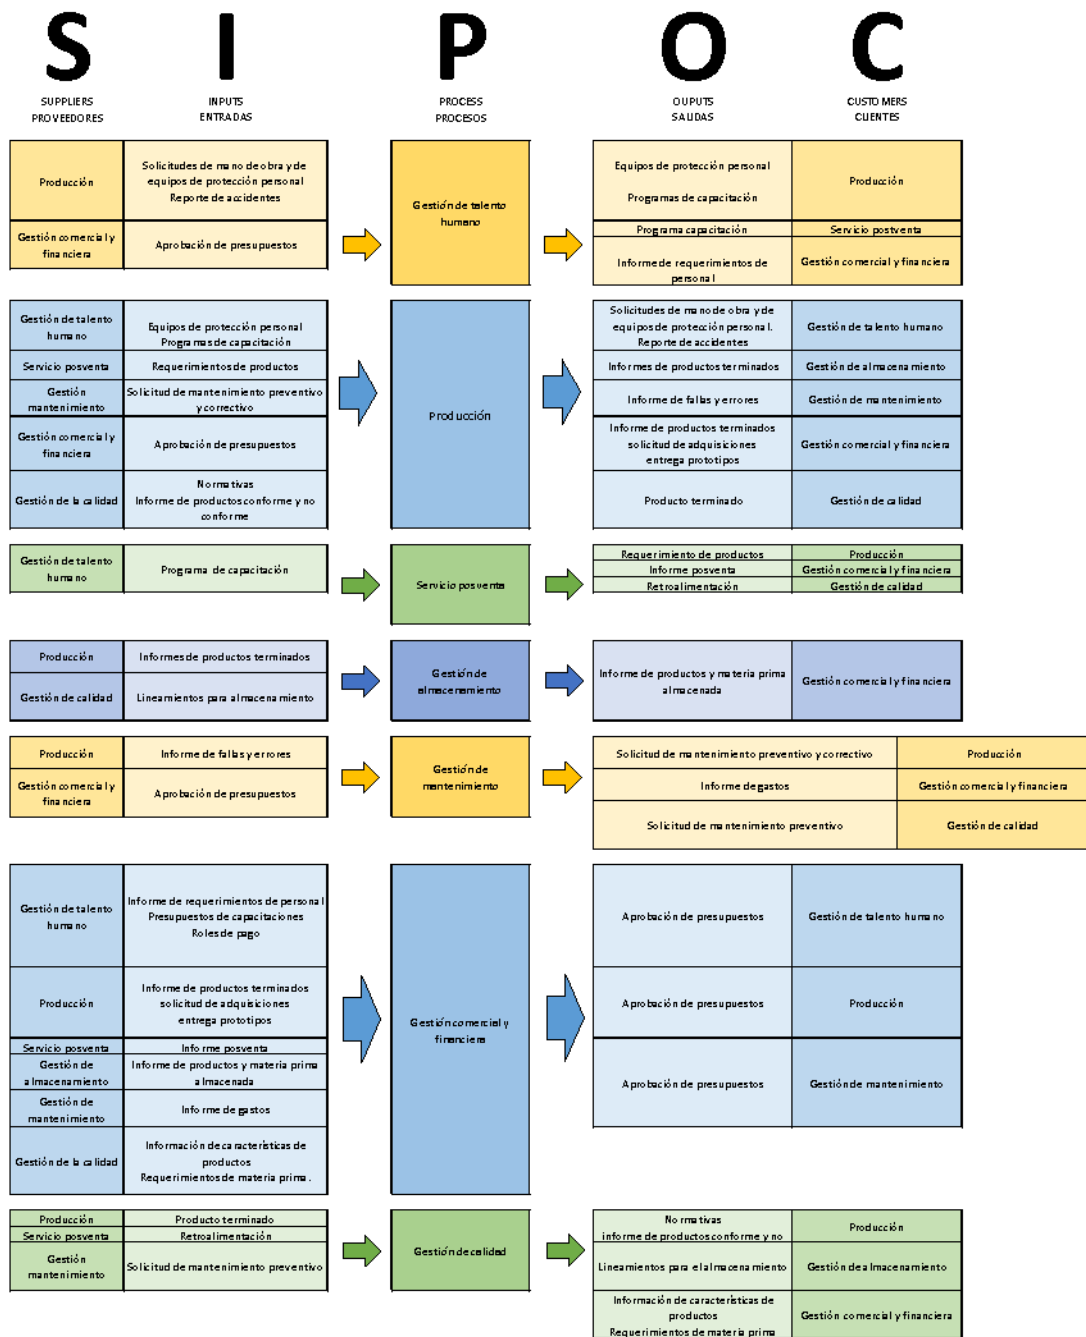 S I P O C
SUPPLIERS
PROVEEDORES
INPUTS
ENTRADAS
PROCESS
PROCESOS
OUPUTS
SALIDAS
CUSTOMERS
CLIENTES
Producción
Solicitudes de mano de obra y de
equipos de protección personal
Reporte de accidentes
Gestión comercial y
financiera
Aprobación de presupuestos
Gestión de talento
humano
Equipos de protección personal
Programas de capacitación
Producción
Programa capacitación
Servicio postventa
Informe de requerimientos de
personal
Gestión comercial y financiera
Gestión de talento
humano
Equipos de protección personal
Programas de capacitación
Servicio posventa
Requerimientos de productos
Gestión
mantenimiento
Solicitud de mantenimiento preventivo
y correctivo
Gestión comercial y
financiera
Aprobación de presupuestos
Gestión de la calidad
Normativas
Informe de productos conforme y no
conforme
Producción
Solicitudes de mano de obra y de
equipos de protección personal.
Reporte de accidentes
Gestión de talento humano
Informes de productos terminados
Gestión de almacenamiento
Informe de fallas y errores
Gestión de mantenimiento
Informe de productos terminados
solicitud de adquisiciones
entrega prototipos
Gestión comercial y financiera
Producto terminado
Gestión de calidad
Gestión de talento
humano
Programa de capacitación
Servicio posventa
Requerimiento de productos
Producción
Informe posventa
Gestión comercial y financiera
Retroalimentación
Gestión de calidad
Producción
Informes de productos terminados
Gestión de calidad
Lineamientos para almacenamiento
Gestión de
almacenamiento
Informe de productos y materia prima
almacenada
Gestión comercial y financiera
Producción
Informe de fallas y errores
Gestión comercial y
financiera
Aprobación de presupuestos
Gestión de
mantenimiento
Solicitud de mantenimiento preventivo y correctivo
Producción
Informe de gastos
Gestión comercial y financiera
Solicitud de mantenimiento preventivo
Gestión de calidad
Gestión de talento
humano
Informe de requerimientos de personal
Presupuestos de capacitaciones
Roles de pago
Producción
Informe de productos terminados
solicitud de adquisiciones
entrega prototipos
Servicio posventa
Informe posventa
Gestión de
almacenamiento
Informe de productos y materia prima
almacenada
Gestión de
mantenimiento
Informe de gastos
Gestión de la calidad
Información de características de
productos
Requerimientos de materia prima.
Gestión comercial y
financiera
Aprobación de presupuestos
Gestión de talento humano
Aprobación de presupuestos
Producción
Aprobación de presupuestos
Gestión de mantenimiento
Producción
Producto terminado
Servicio posventa
Retroalimentación
Gestión
mantenimiento
Solicitud de mantenimiento preventivo
Gestión de calidad
Normativas
informe de productos conforme y no
Producción
Lineamientos para el almacenamiento
Gestión de almacenamiento
Información de características de
productos
Requerimientos de materia prima
Gestión comercial y financiera